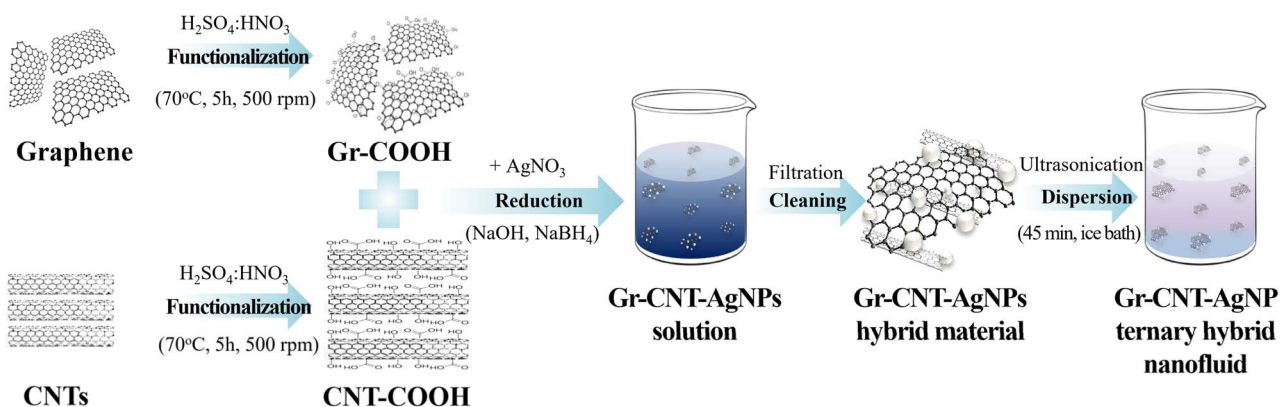 H₂SO₄:HNO₃
Functionalization
(70ºC, 5h, 500 rpm)
Graphene
Gr-COOH
H₂SO₄:HNO₃
Functionalization
(70ºC, 5h, 500 rpm)
CNTs
CNT-COOH
+ AgNO₃
Reduction
(NaOH, NaBH₄)
Gr-CNT-AgNPs
solution
Filtration
Cleaning
Gr-CNT-AgNPs
hybrid material
Ultrasonication
Dispersion
(45 min, ice bath)
Gr-CNT-AgNP
ternary hybrid
nanofluid